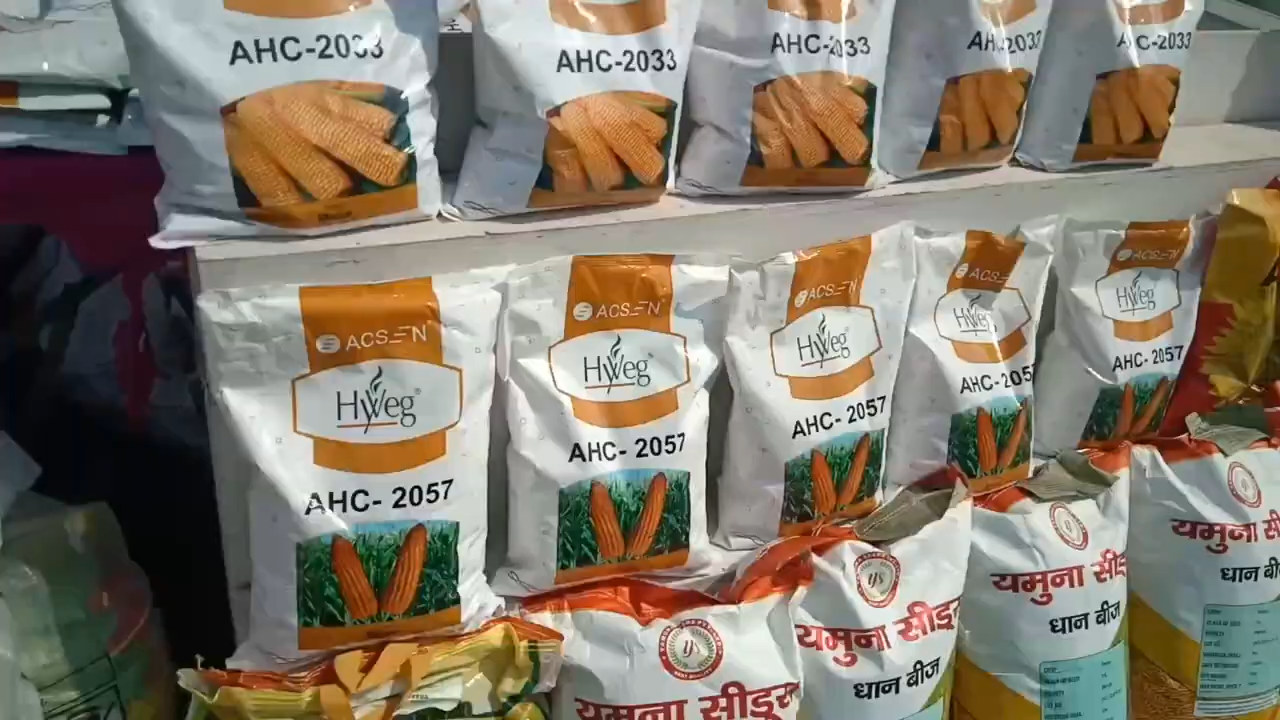 AHC-2033
AHC-2033
AHC-2033
AHC-2033
AHC-2033
ACSEN
HyVeg
AHC- 2057
ACSEN
HyVeg
AHC- 2057
ACSEN
HyVeg
AHC- 2057
ACSEN
HyVeg
AHC- 2057
ACSEN
HyVeg
AHC- 2057
यमुना सीड्स
यमुना सीड्स
धान बीज
यमुना
धान बीज
यमुना
धान